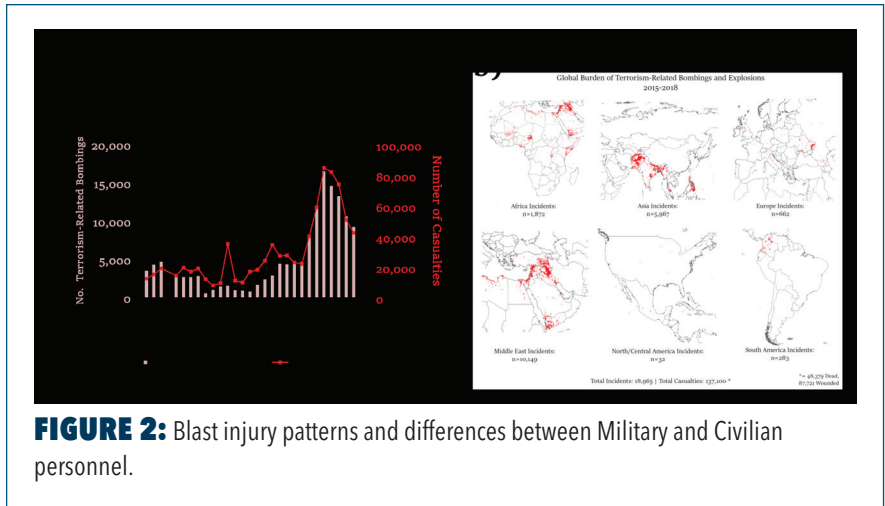 No. Terrorism-Related Bombings
20,000
15,000
10,000
5,000
0
100,000
80,000
60,000
40,000
20,000
0
Number of Casualties
Global Burden of Terrorism-Related Bombings and Explosions
2015-2018
Africa Incidents:
n=1,872
Asia Incidents:
n=5,967
Europe Incidents:
n=662
Middle East Incidents:
n=10,149
North/Central America Incidents:
n=32
South America Incidents:
n=283
Total Incidents: 18,965 | Total Casualties: 137,100 *
*= 48,379 Dead,
87,721 Wounded
FIGURE 2: Blast injury patterns and differences between Military and Civilian
personnel.